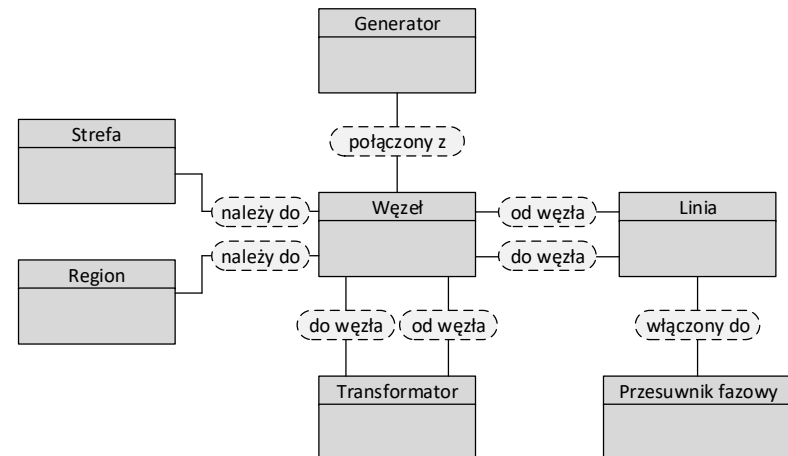 Generator
połączony z
Strefa
należy do
Węzeł
od węzła
Linia
należy do
do węzła
Region
do węzła
od węzła
włączony do
Transformator
Przesuwnik fazowy